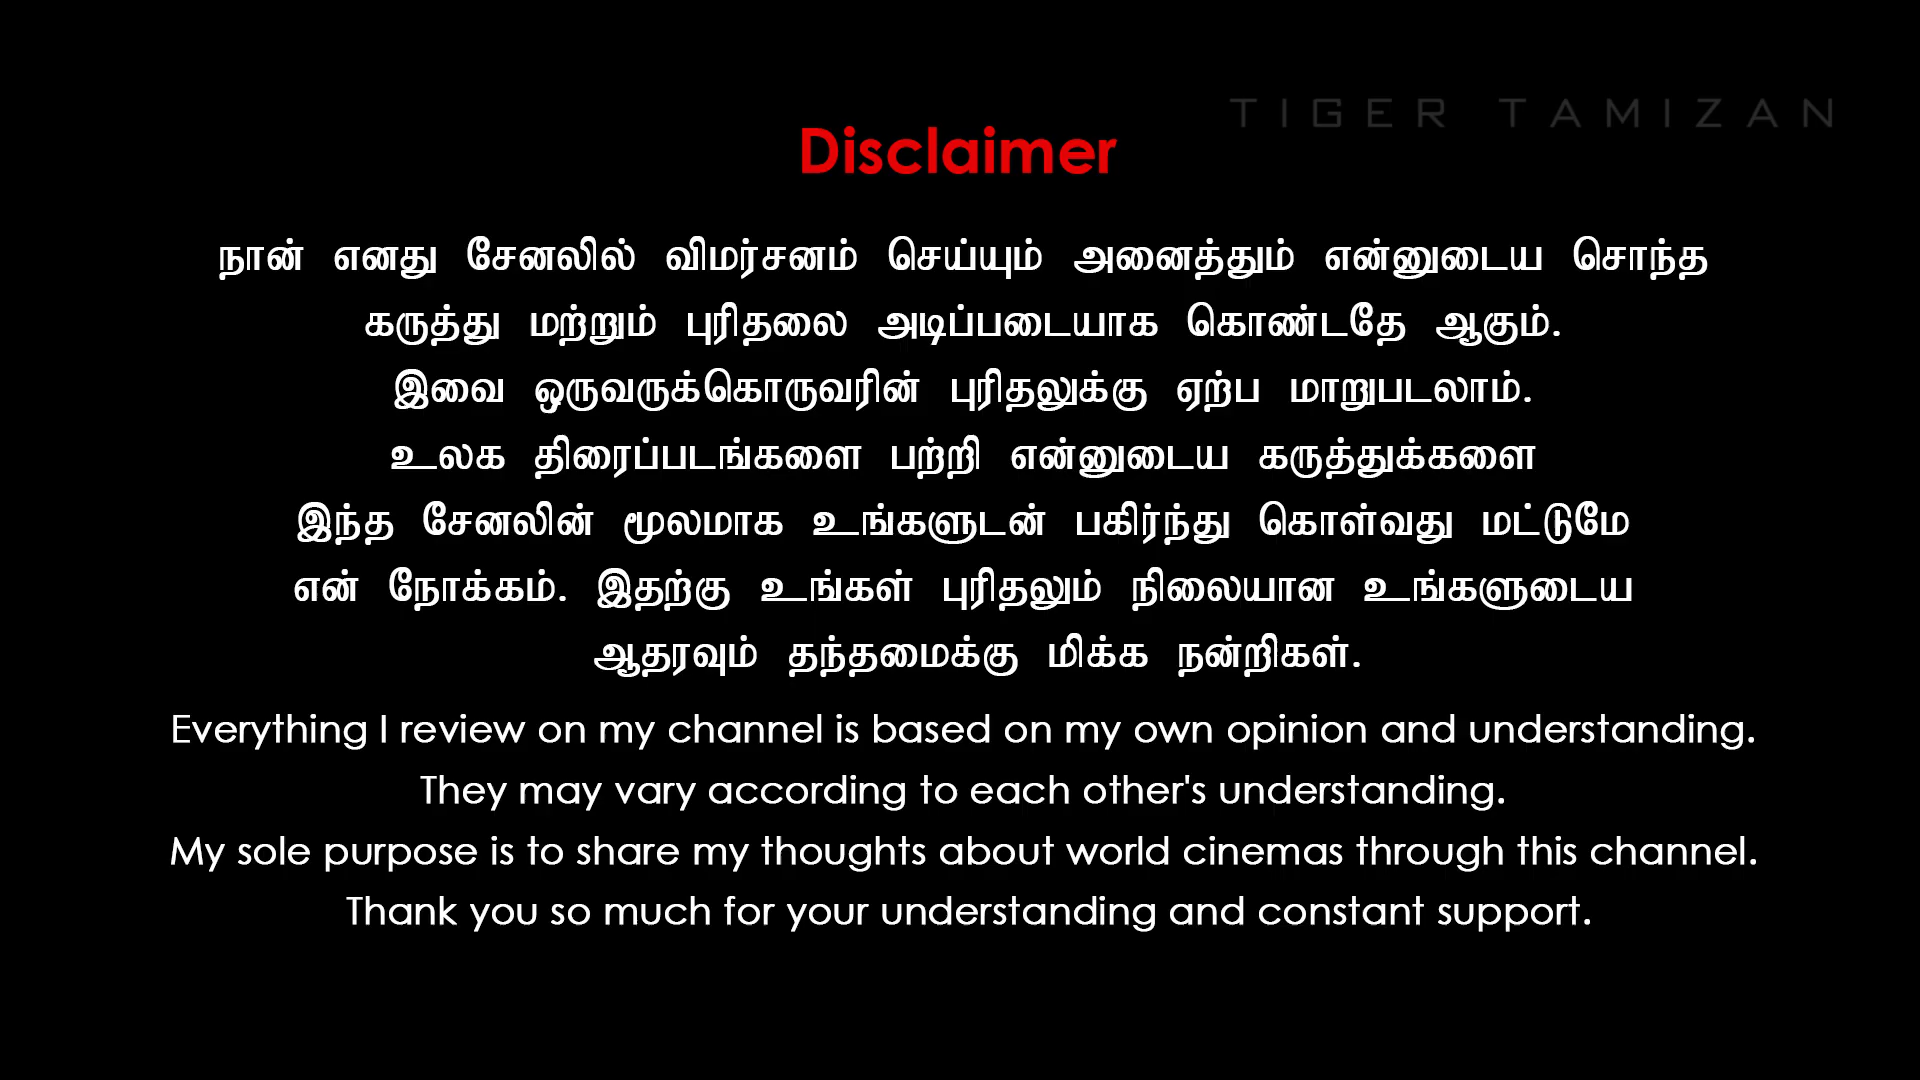 TIGER TAMIZAN
Disclaimer
நான் எனது சேனலில் விமர்சனம் செய்யும் அனைத்தும் என்னுடைய சொந்த
கருத்து மற்றும் புரிதலை அடிப்படையாக கொண்டதே ஆகும்.
இவை ஒருவருக்கொருவரின் புரிதலுக்கு ஏற்ப மாறுபடலாம்.
உலக திரைப்படங்களை பற்றி என்னுடைய கருத்துக்களை
இந்த சேனலின் மூலமாக உங்களுடன் பகிர்ந்து கொள்வது மட்டுமே
என் நோக்கம். இதற்கு உங்கள் புரிதலும் நிலையான உங்களுடைய
ஆதரவும் தந்தமைக்கு மிக்க நன்றிகள்.
Everything I review on my channel is based on my own opinion and understanding.
They may vary according to each other's understanding.
My sole purpose is to share my thoughts about world cinemas through this channel.
Thank you so much for your understanding and constant support.